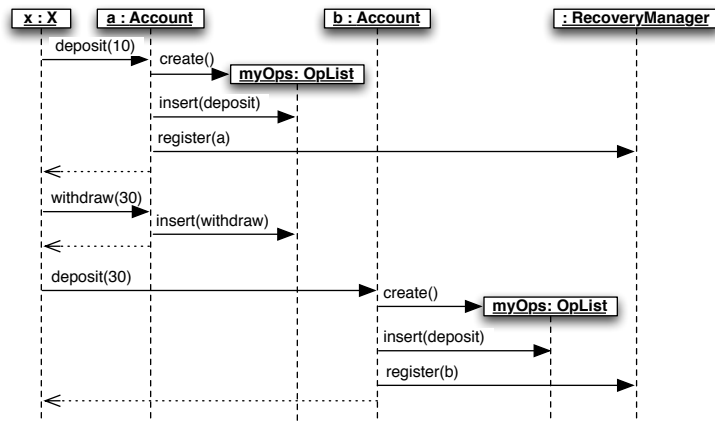 x : X
a : Account
b : Account
: RecoveryManager
deposit(10)
create()
myOps: OpList
insert(deposit)
register(a)
withdraw(30)
insert(withdraw)
deposit(30)
create()
myOps: OpList
insert(deposit)
register(b)